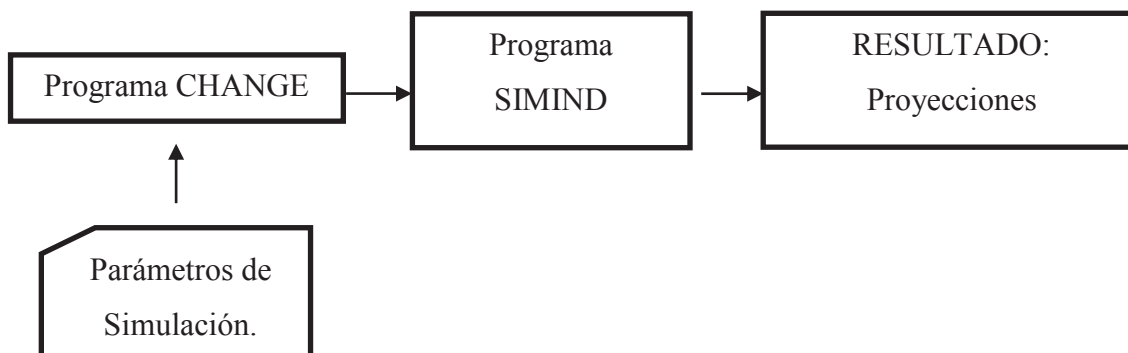 Programa CHANGE
Programa
SIMIND
RESULTADO:
Proyecciones
Parámetros de
Simulación.